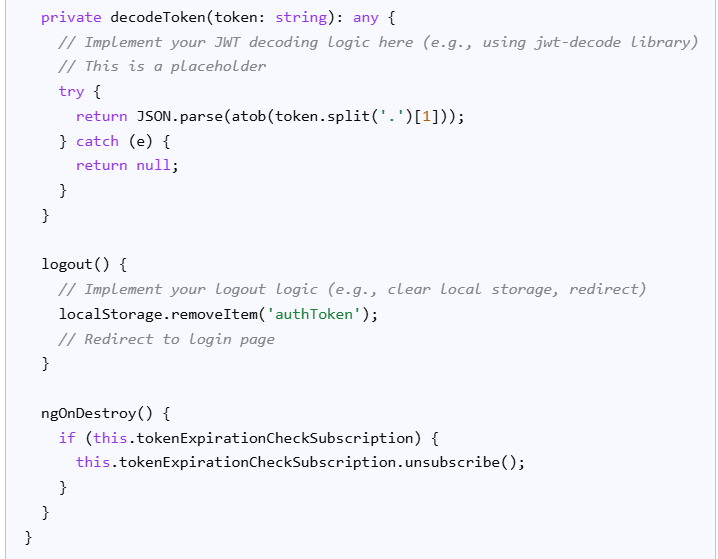 private decodeToken(token: string): any {
// Implement your JWT decoding logic here (e.g., using jwt-decode library)
// This is a placeholder
try {
return JSON.parse(atob(token.split('.')[1]));
} catch (e) {
return null;
}
}
logout() {
// Implement your logout logic (e.g., clear local storage, redirect)
localStorage.removeItem('authToken');
// Redirect to login page
}
ngOnDestroy() {
if (this.tokenExpirationCheckSubscription) {
this.tokenExpirationCheckSubscription.unsubscribe();
}
}
}